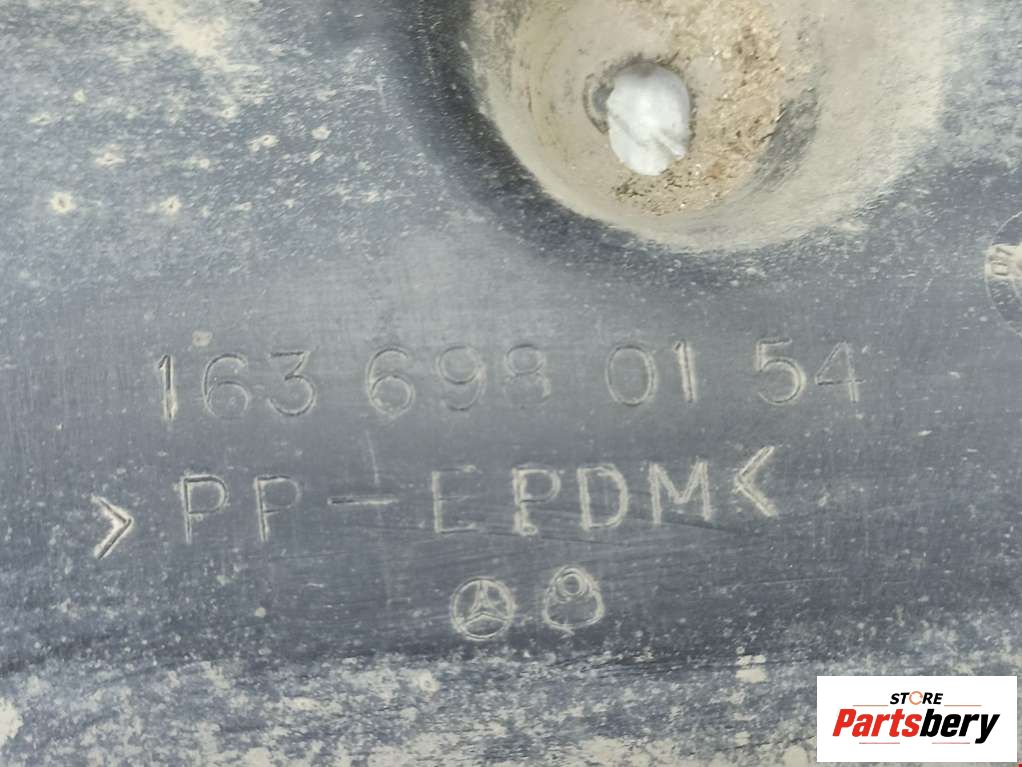 163 698 01 54
>PP-EPDM<
STORE
Partsbery